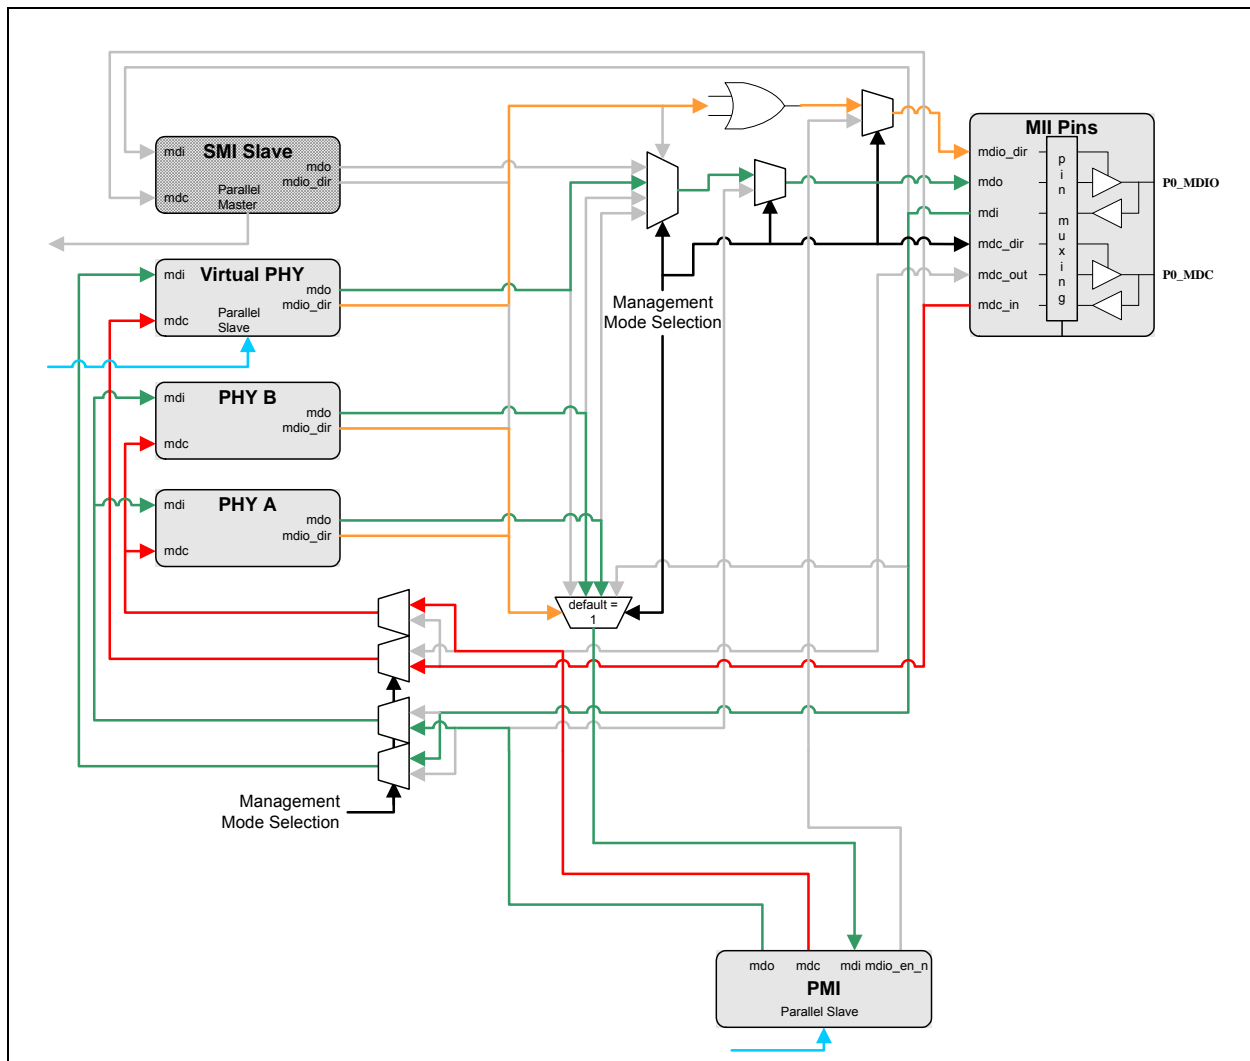 SMI Slave
mdi
mdo
mdio_dir
mdc
Parallel
Master
Virtual PHY
mdi
mdo
mdio_dir
mdc
Parallel
Slave
PHY B
mdi
mdo
mdio_dir
mdc
PHY A
mdi
mdo
mdio_dir
mdc
MII Pins
mdio_dir
mdo
mdi
mdc_dir
mdc_out
mdc_in
pin muxing
P0_MDIO
P0_MDC
Management
Mode Selection
default =
1
Management
Mode Selection
mdo mdc mdi mdio_en_n
PMI
Parallel Slave